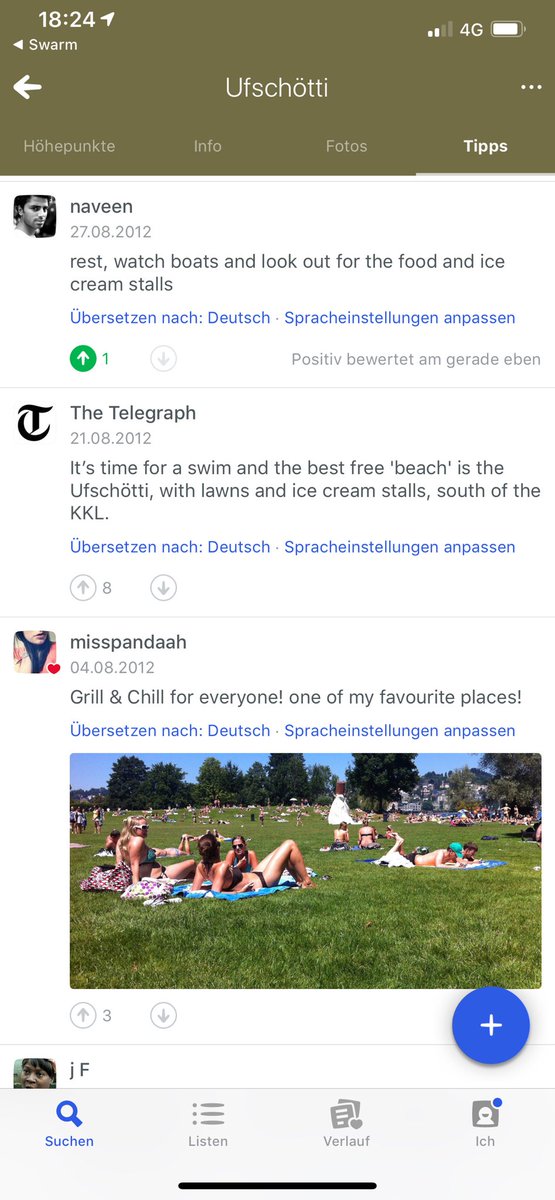 18:24
4G
◀ Swarm
Ufschötti
Höhepunkte
Info
Fotos
Tipps
naveen
27.08.2012
rest, watch boats and look out for the food and ice
cream stalls
Übersetzen nach: Deutsch · Spracheinstellungen anpassen
1
Positiv bewertet am gerade eben
T
The Telegraph
21.08.2012
It’s time for a swim and the best free 'beach' is the
Ufschötti, with lawns and ice cream stalls, south of the
KKL.
Übersetzen nach: Deutsch · Spracheinstellungen anpassen
8
misspandaah
04.08.2012
Grill & Chill for everyone! one of my favourite places!
Übersetzen nach: Deutsch · Spracheinstellungen anpassen
3
j F
Suchen
Listen
Verlauf
Ich